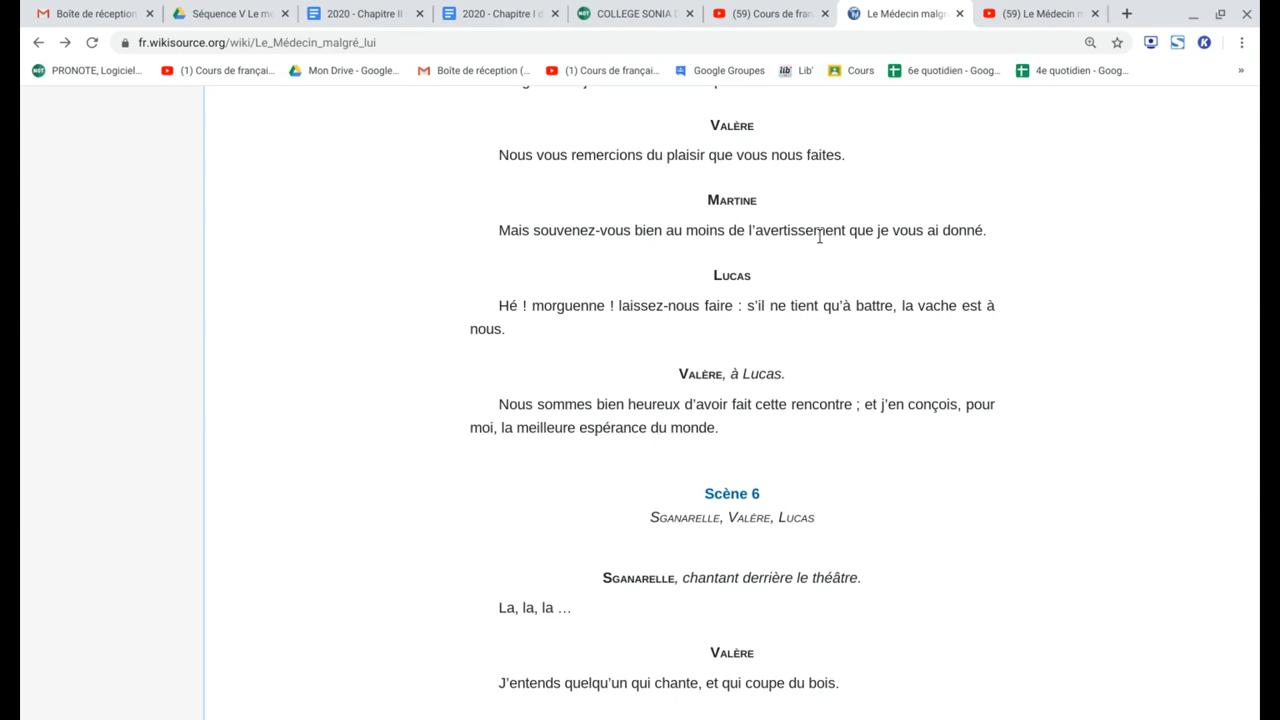 Boîte de réception
Séquence V Le me
2020 - Chapitre II
2020 - Chapitre I d
COLLEGE SONIA D
(59) Cours de fran
Le Médecin malgr
(59) Le Médecin m
fr.wikisource.org/wiki/Le_Médecin_malgré_lui
PRONOTE, Logiciel...
(1) Cours de françai...
Mon Drive - Google...
Boîte de réception (...
(1) Cours de françai...
Google Groupes
Lib'
Cours
6e quotidien - Goog...
4e quotidien - Goog...
»
Valère
Nous vous remercions du plaisir que vous nous faites.
Martine
Mais souvenez-vous bien au moins de l’avertissement que je vous ai donné.
Lucas
Hé ! morguenne ! laissez-nous faire : s’il ne tient qu’à battre, la vache est à
nous.
Valère, à Lucas.
Nous sommes bien heureux d’avoir fait cette rencontre ; et j’en conçois, pour
moi, la meilleure espérance du monde.
Scène 6
Sganarelle, Valère, Lucas
Sganarelle, chantant derrière le théâtre.
La, la, la …
Valère
J’entends quelqu’un qui chante, et qui coupe du bois.